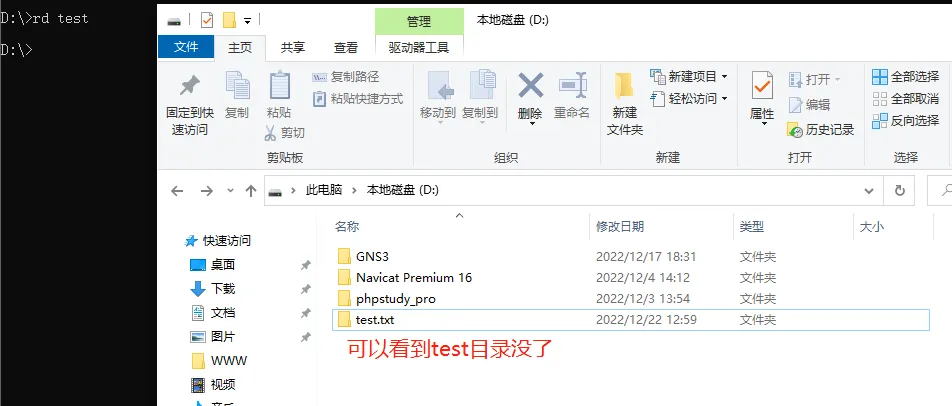 D:\>rd test
D:\>
管理
本地磁盘 (D:)
文件
主页
共享
查看
驱动器工具
固定到快速访问
复制
粘贴
复制路径
粘贴快捷方式
剪切
剪贴板
移动到
复制到
删除
重命名
组织
新建
文件夹
新建项目
轻松访问
新建
属性
打开
编辑
历史记录
打开
全部选择
全部取消
反向选择
选择
此电脑
本地磁盘 (D:)
名称
修改日期
类型
大小
快速访问
桌面
下载
文档
图片
WWW
视频
GNS3 2022/12/17 18:31 文件夹
Navicat Premium 16 2022/12/4 14:12 文件夹
phpstudy_pro 2022/12/3 13:54 文件夹
test.txt 2022/12/22 12:59 文件夹
可以看到test目录没了